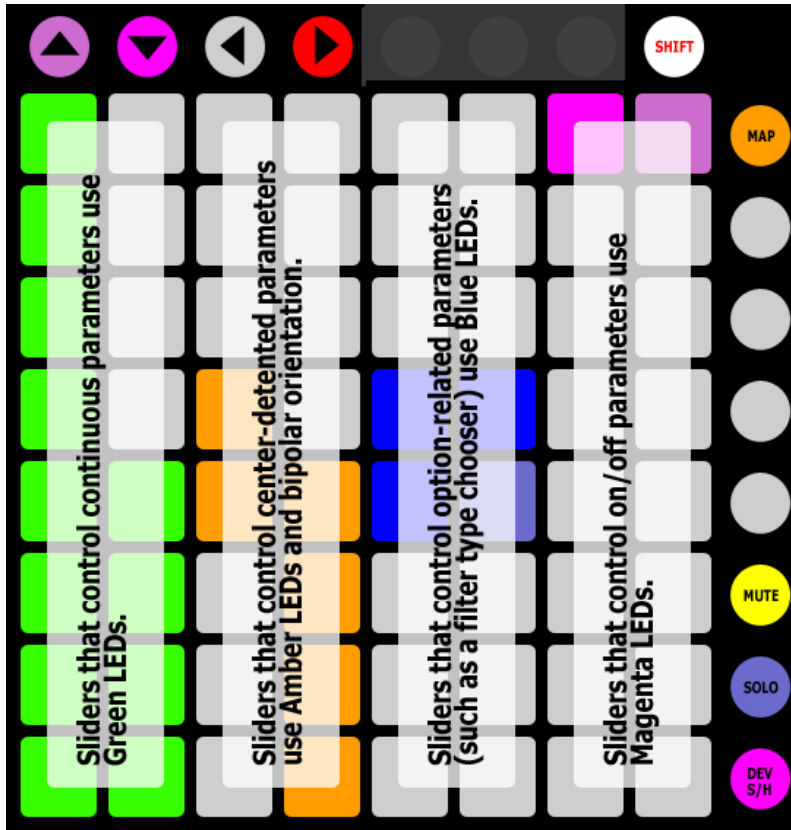 SHIFT
MAP
Sliders that control continuous parameters use
Green LEDs.
Sliders that control center-detented parameters
use Amber LEDs and bipolar orientation.
Sliders that control option-related parameters
(such as a filter type chooser) use Blue LEDs.
Sliders that control on/off parameters use
Magenta LEDs.
MUTE
SOLO
DEV
S/H